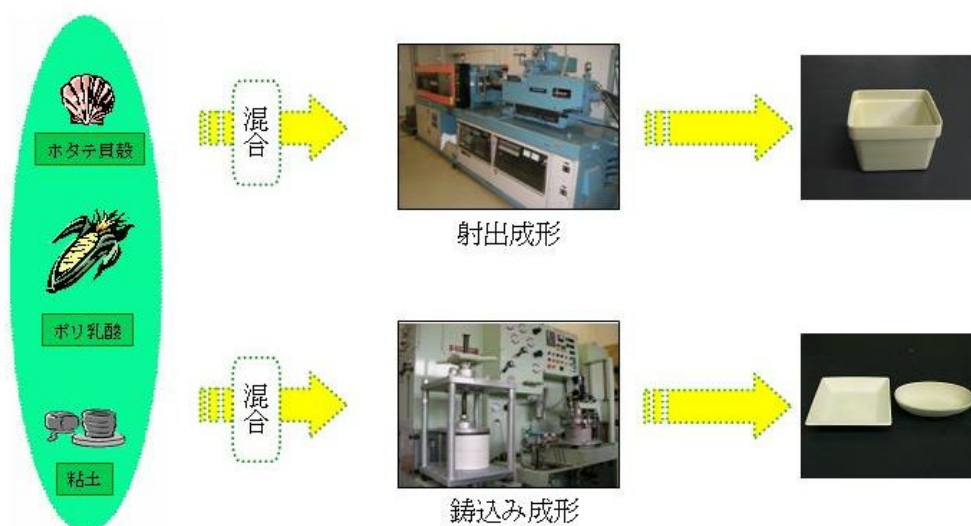 ホタテ貝殻
ポリ乳酸
粘土
混合
射出成形
混合
鋳込み成形